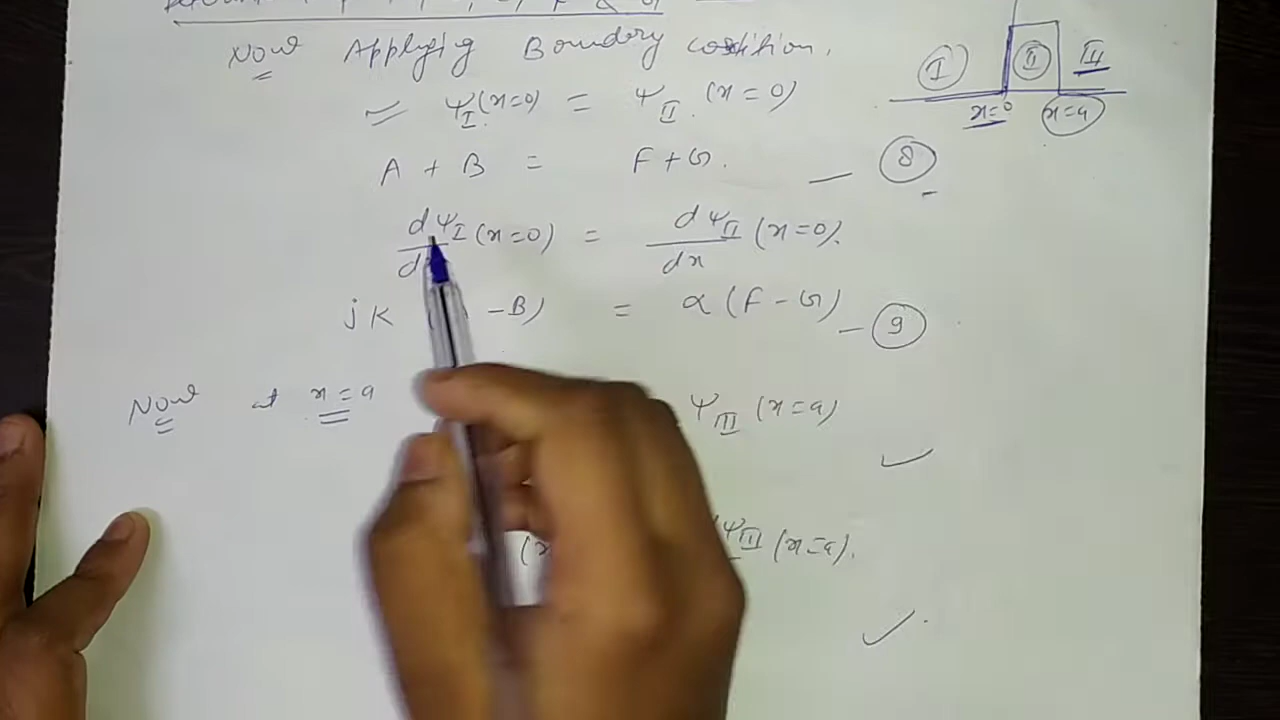 Now Applying Boundary condition.
I II III
x=0 x=a
ψI (x=0) = ψII (x=0)
A + B = F + G. — 8
dψI/dx (x=0) = dψII/dx (x=0).
jK - B) = α (F - G) — 9
Now at x = a ψIII (x=a)
ψIII (x=a).